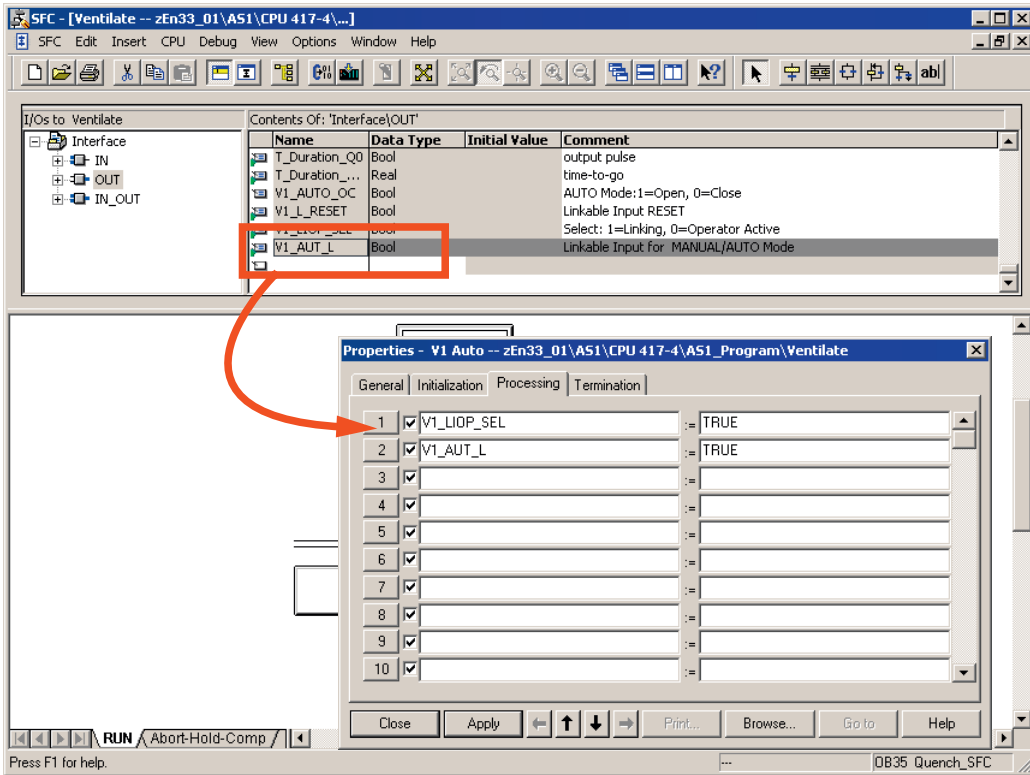 SFC - [Ventilate -- zEn33_01\AS1\CPU 417-4\...]
SFC Edit Insert CPU Debug View Options Window Help
abl
I/Os to Ventilate
Contents Of: 'Interface\OUT'
Interface
IN
OUT
IN_OUT
Name Data Type Initial Value Comment
T_Duration_Q0 Bool output pulse
T_Duration_... Real time-to-go
V1_AUTO_OC Bool AUTO Mode:1=Open, 0=Close
V1_L_RESET Bool Linkable Input RESET
V1_LIOP_SEL Bool Select: 1=Linking, 0=Operator Active
V1_AUT_L Bool Linkable Input for MANUAL/AUTO Mode
Properties - V1 Auto -- zEn33_01\AS1\CPU 417-4\AS1_Program\Ventilate
General Initialization Processing Termination
1 V1_LIOP_SEL := TRUE
2 V1_AUT_L := TRUE
3 :=
4 :=
5 :=
6 :=
7 :=
8 :=
9 :=
10 :=
Close Apply Print... Browse... Go to Help
RUN Abort-Hold-Comp
Press F1 for help. --- OB35 Quench_SFC